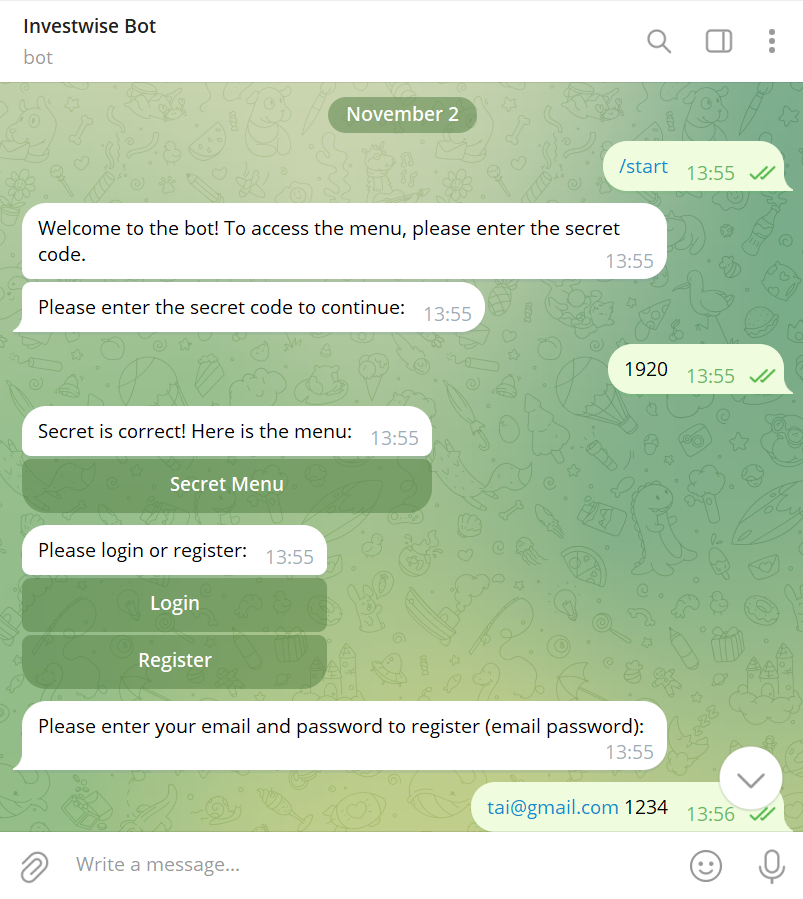 Investwise Bot
bot
November 2
/start 13:55
Welcome to the bot! To access the menu, please enter the secret
code. 13:55
Please enter the secret code to continue: 13:55
1920 13:55
Secret is correct! Here is the menu: 13:55
Secret Menu
Please login or register: 13:55
Login
Register
Please enter your email and password to register (email password):
13:55
tai@gmail.com 1234 13:56
Write a message...